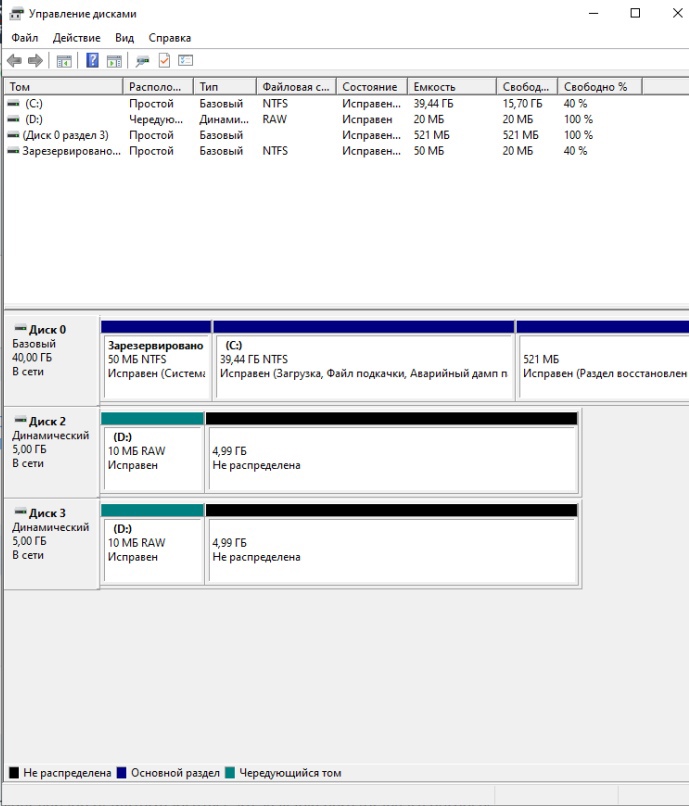 Управление дисками
Файл Действие Вид Справка
Том Располо... Тип Файловая с... Состояние Емкость Свобод... Свободно %
(C:) Простой Базовый NTFS Исправен... 39,44 ГБ 15,70 ГБ 40 %
(D:) Чередую... Динами... RAW Исправен 20 МБ 20 МБ 100 %
(Диск 0 раздел 3) Простой Базовый Исправен... 521 МБ 521 МБ 100 %
Зарезервировано... Простой Базовый NTFS Исправен... 50 МБ 20 МБ 40 %
Диск 0
Базовый
40,00 ГБ
В сети
Зарезервировано
50 МБ NTFS
Исправен (Система
(C:)
39,44 ГБ NTFS
Исправен (Загрузка, Файл подкачки, Аварийный дамп п
521 МБ
Исправен (Раздел восстановлен
Диск 2
Динамический
5,00 ГБ
В сети
(D:)
10 МБ RAW
Исправен
4,99 ГБ
Не распределена
Диск 3
Динамический
5,00 ГБ
В сети
(D:)
10 МБ RAW
Исправен
4,99 ГБ
Не распределена
Не распределена Основной раздел Чередующийся том